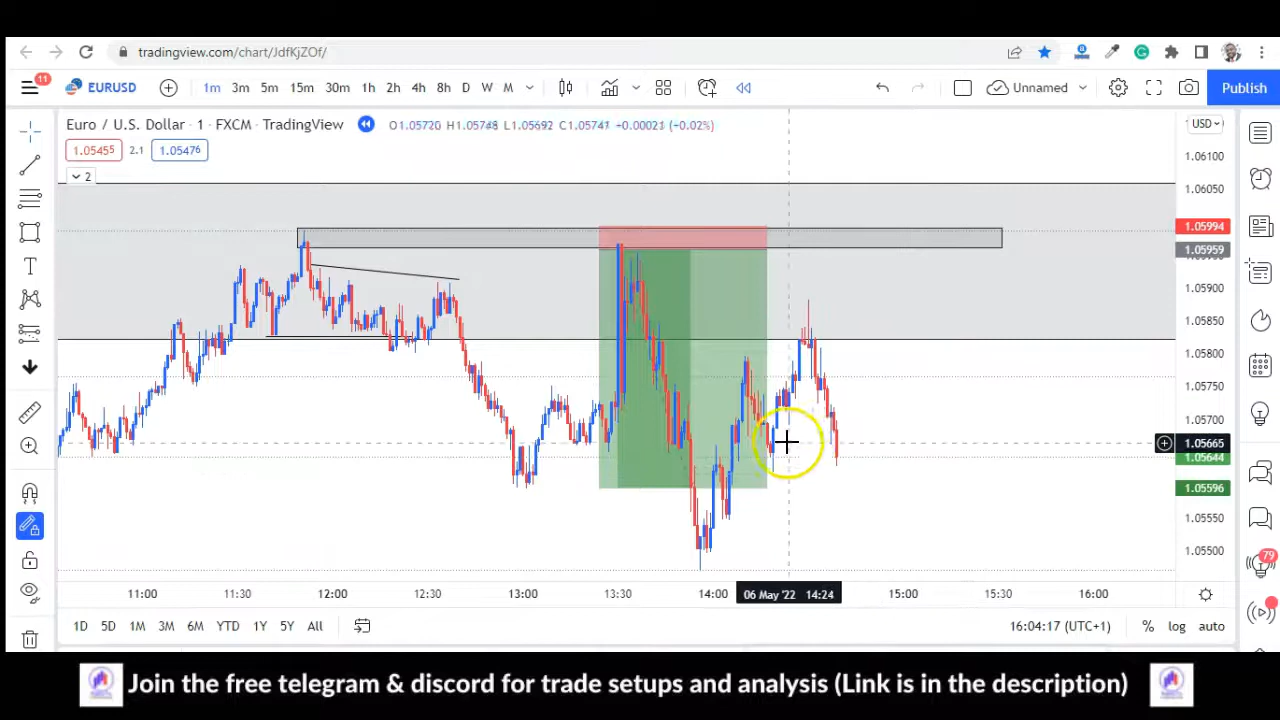 tradingview.com/chart/JdfKjZOf/
11
EURUSD
1m 3m 5m 15m 30m 1h 2h 4h 8h D W M
Unnamed
Publish
Euro / U.S. Dollar · 1 · FXCM · TradingView
O1.05720 H1.05748 L1.05692 C1.05741 +0.00021 (+0.02%)
USD
1.05455 2.1 1.05476
2
1.06100
1.06050
1.05994
1.05959
1.05900
1.05850
1.05800
1.05750
1.05700
1.05665
1.05644
1.05596
1.05550
1.05500
79
11:00 11:30 12:00 12:30 13:00 13:30 14:00 06 May '22 14:24 15:00 15:30 16:00
1D 5D 1M 3M 6M YTD 1Y 5Y All
16:04:17 (UTC+1) % log auto
Join the free telegram & discord for trade setups and analysis (Link is in the description)